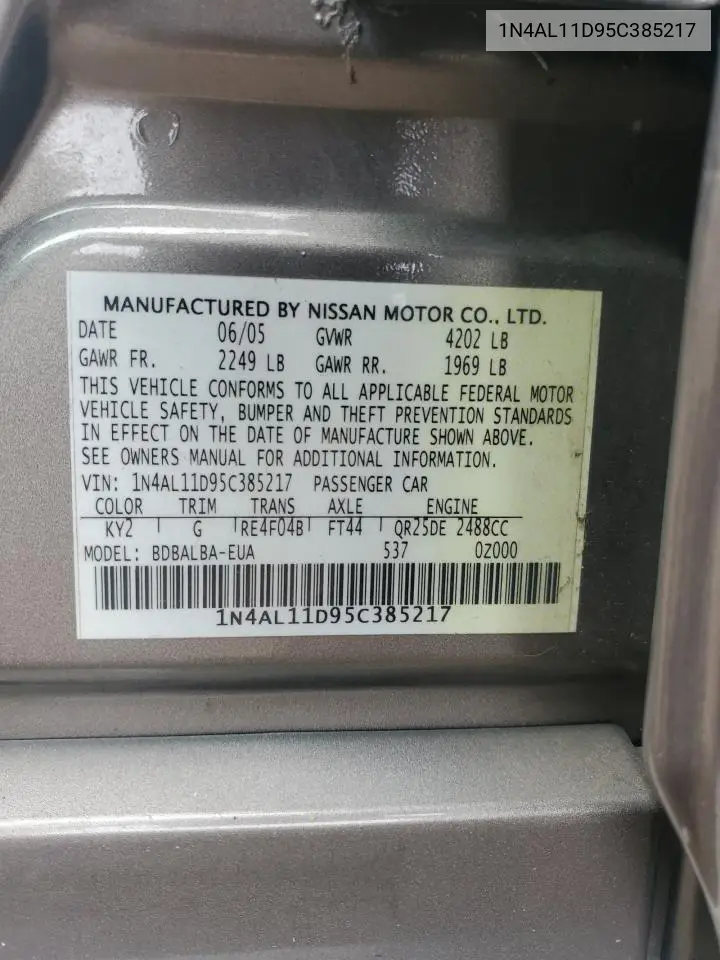 1N4AL11D95C385217
MANUFACTURED BY NISSAN MOTOR CO., LTD.
DATE 06/05 GVWR 4202 LB
GAWR FR. 2249 LB GAWR RR. 1969 LB
THIS VEHICLE CONFORMS TO ALL APPLICABLE FEDERAL MOTOR
VEHICLE SAFETY, BUMPER AND THEFT PREVENTION STANDARDS
IN EFFECT ON THE DATE OF MANUFACTURE SHOWN ABOVE.
SEE OWNERS MANUAL FOR ADDITIONAL INFORMATION.
VIN: 1N4AL11D95C385217 PASSENGER CAR
COLOR TRIM TRANS AXLE ENGINE
KY2 G RE4F04B FT44 QR25DE 2488CC
MODEL: BDBALBA-EUA 537 0Z000
1N4AL11D95C385217